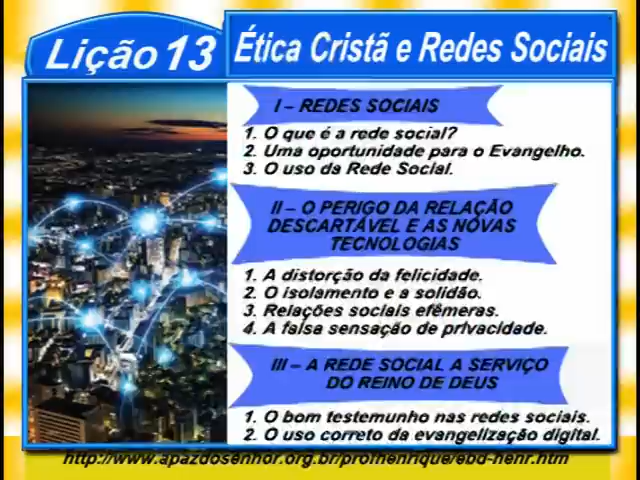 Lição 13
Ética Cristã e Redes Sociais
I – REDES SOCIAIS
1. O que é a rede social?
2. Uma oportunidade para o Evangelho.
3. O uso da Rede Social.
II – O PERIGO DA RELAÇÃO
DESCARTÁVEL E AS NOVAS
TECNOLOGIAS
1. A distorção da felicidade.
2. O isolamento e a solidão.
3. Relações sociais efêmeras.
4. A falsa sensação de privacidade.
III – A REDE SOCIAL A SERVIÇO
DO REINO DE DEUS
1. O bom testemunho nas redes sociais.
2. O uso correto da evangelização digital.
http://www.apazdosenhor.org.br/profhenrique/ebd-henr.htm